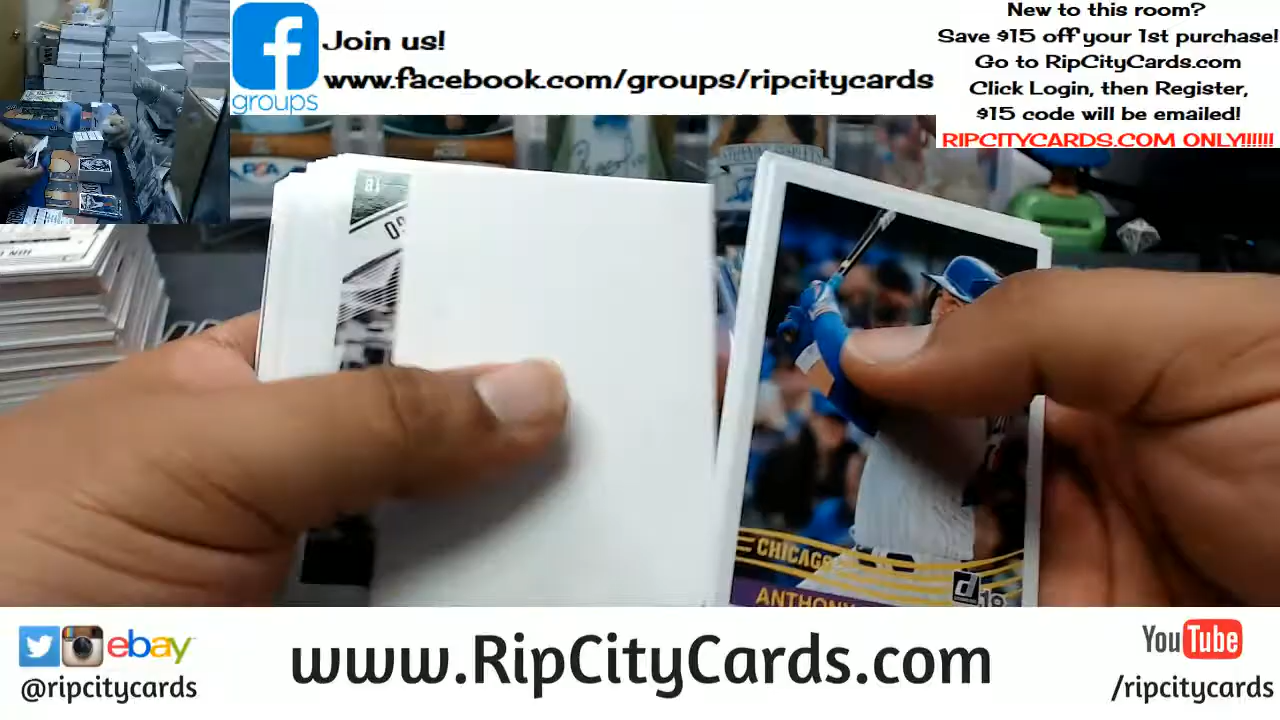 Join us!
www.facebook.com/groups/ripcitycards
groups
New to this room?
Save $15 off your 1st purchase!
Go to RipCityCards.com
Click Login, then Register,
$15 code will be emailed!
RIPCITYCARDS.COM ONLY!!!!!!
PSA
81
CHICAGO
ANTHONY
ebay
@ripcitycards
www.RipCityCards.com
YouTube
/ripcitycards